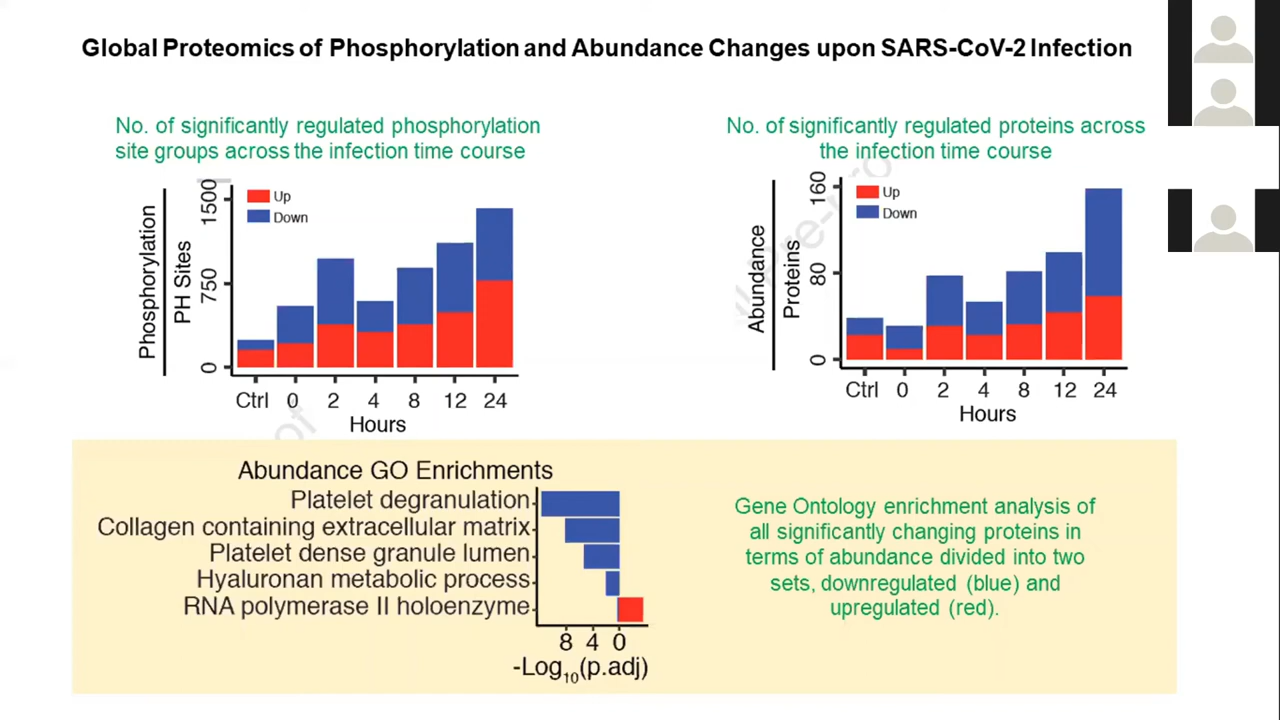 Global Proteomics of Phosphorylation and Abundance Changes upon SARS-CoV-2 Infection
No. of significantly regulated phosphorylation
site groups across the infection time course
Phosphorylation
PH Sites
1500
750
0
Up
Down
Ctrl 0 2 4 8 12 24
Hours
No. of significantly regulated proteins across
the infection time course
Abundance
Proteins
160
80
0
Up
Down
Ctrl 0 2 4 8 12 24
Hours
Abundance GO Enrichments
Platelet degranulation
Collagen containing extracellular matrix
Platelet dense granule lumen
Hyaluronan metabolic process
RNA polymerase II holoenzyme
8 4 0
-Log10(p.adj)
Gene Ontology enrichment analysis of
all significantly changing proteins in
terms of abundance divided into two
sets, downregulated (blue) and
upregulated (red).